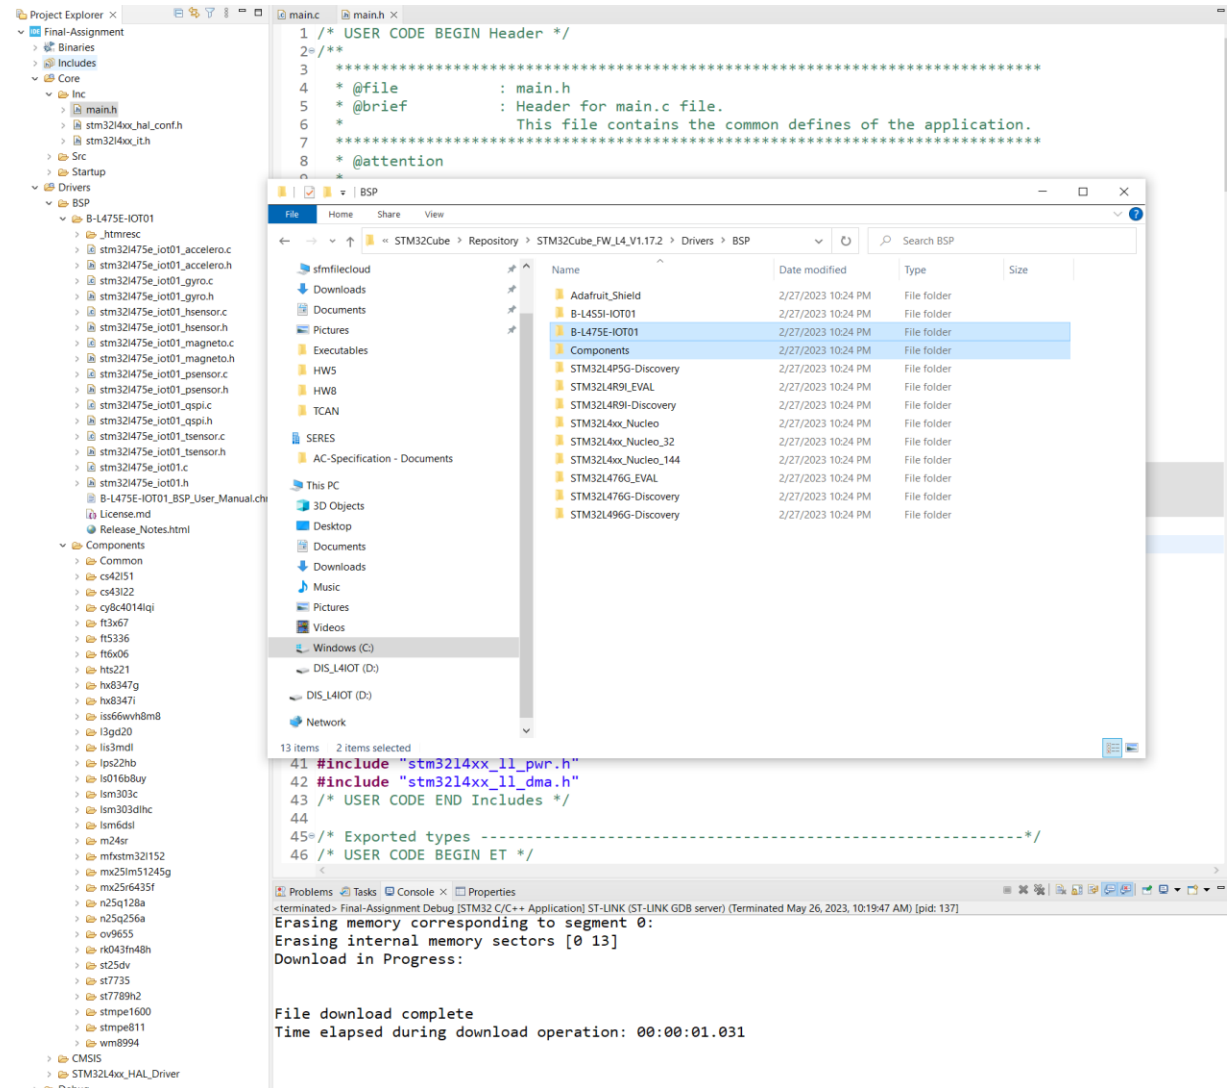 Project Explorer ×
Final-Assignment
Binaries
Includes
Core
Inc
main.h
stm32l4xx_hal_conf.h
stm32l4xx_it.h
Src
Startup
Drivers
BSP
B-L475E-IOT01
_htmresc
stm32l475e_iot01_accelero.c
stm32l475e_iot01_accelero.h
stm32l475e_iot01_gyro.c
stm32l475e_iot01_gyro.h
stm32l475e_iot01_hsensor.c
stm32l475e_iot01_hsensor.h
stm32l475e_iot01_magneto.c
stm32l475e_iot01_magneto.h
stm32l475e_iot01_psensor.c
stm32l475e_iot01_psensor.h
stm32l475e_iot01_qspi.c
stm32l475e_iot01_qspi.h
stm32l475e_iot01_tsensor.c
stm32l475e_iot01_tsensor.h
stm32l475e_iot01.c
stm32l475e_iot01.h
B-L475E-IOT01_BSP_User_Manual.ch
License.md
Release_Notes.html
Components
Common
cs42l51
cs43l22
cy8c4014lqi
ft3x67
ft5336
ft6x06
hts221
hx8347g
hx8347i
iss66wvh8m8
l3gd20
lis3mdl
lps22hb
ls016b8uy
lsm303c
lsm303dlhc
lsm6dsl
m24sr
mfxstm32l152
mx25lm51245g
mx25r6435f
n25q128a
n25q256a
ov9655
rk043fn48h
st25dv
st7735
st7789h2
stmpe1600
stmpe811
wm8994
CMSIS
STM32L4xx_HAL_Driver
main.c main.h ×
1 /* USER CODE BEGIN Header */
2 /**
3 ******************************************************************************
4 * @file : main.h
5 * @brief : Header for main.c file.
6 * This file contains the common defines of the application.
7 ******************************************************************************
8 * @attention
9 *
BSP
File Home Share View
« STM32Cube > Repository > STM32Cube_FW_L4_V1.17.2 > Drivers > BSP Search BSP
sfmfilecloud
Downloads
Documents
Pictures
Executables
HW5
HW8
TCAN
SERES
AC-Specification - Documents
This PC
3D Objects
Desktop
Documents
Downloads
Music
Pictures
Videos
Windows (C:)
DIS_L4IOT (D:)
DIS_L4IOT (D:)
Network
Name Date modified Type Size
Adafruit_Shield 2/27/2023 10:24 PM File folder
B-L4S5I-IOT01 2/27/2023 10:24 PM File folder
B-L475E-IOT01 2/27/2023 10:24 PM File folder
Components 2/27/2023 10:24 PM File folder
STM32L4P5G-Discovery 2/27/2023 10:24 PM File folder
STM32L4R9I_EVAL 2/27/2023 10:24 PM File folder
STM32L4R9I-Discovery 2/27/2023 10:24 PM File folder
STM32L4xx_Nucleo 2/27/2023 10:24 PM File folder
STM32L4xx_Nucleo_32 2/27/2023 10:24 PM File folder
STM32L4xx_Nucleo_144 2/27/2023 10:24 PM File folder
STM32L476G_EVAL 2/27/2023 10:24 PM File folder
STM32L476G-Discovery 2/27/2023 10:24 PM File folder
STM32L496G-Discovery 2/27/2023 10:24 PM File folder
13 items 2 items selected
41 #include "stm32l4xx_ll_pwr.h"
42 #include "stm32l4xx_ll_dma.h"
43 /* USER CODE END Includes */
44
45 /* Exported types ------------------------------------------------------------*/
46 /* USER CODE BEGIN ET */
Problems Tasks Console × Properties
<terminated> Final-Assignment Debug [STM32 C/C++ Application] ST-LINK (ST-LINK GDB server) (Terminated May 26, 2023, 10:19:47 AM) [pid: 137]
Erasing memory corresponding to segment 0:
Erasing internal memory sectors [0 13]
Download in Progress:
File download complete
Time elapsed during download operation: 00:00:01.031